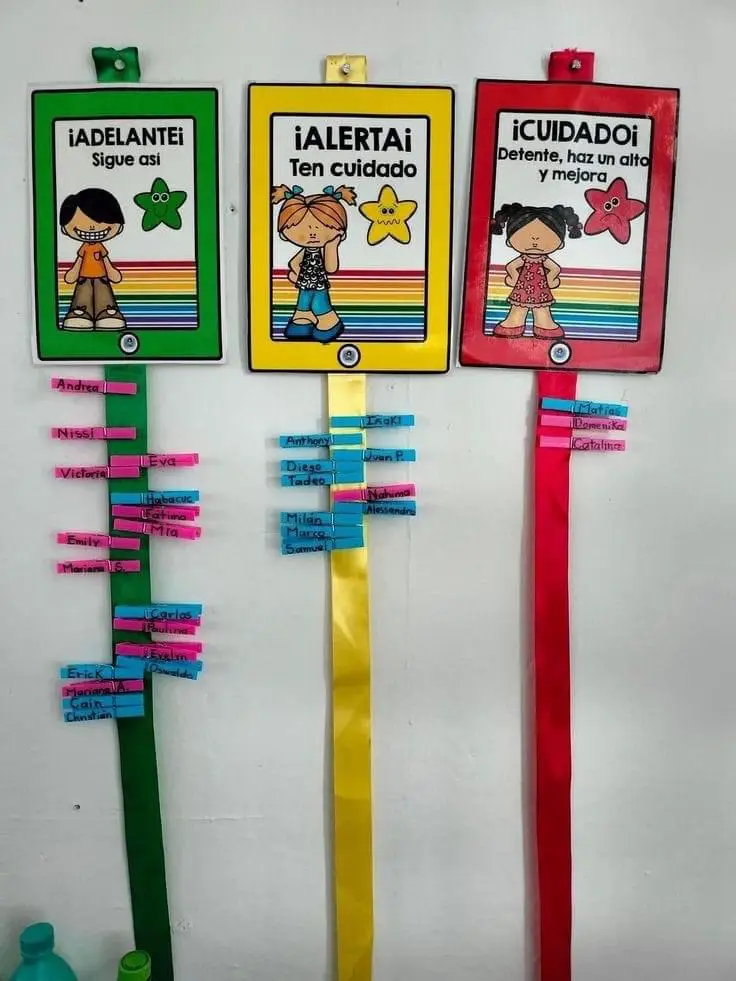 ¡ADELANTE¡
Sigue así
¡ALERTA¡
Ten cuidado
¡CUIDADO¡
Detente, haz un alto
y mejora
Andrea
Nissi
Eva
Victoria
Habacuc
Fatima
Mia
Emily
Mariana S.
Carlos
Paulina
Evelyn
Oswaldo
Erick
Mariana A.
Cain
Christian
Iñaki
Anthony
Juan P.
Diego
Tadeo
Nahima
Alessandro
Milán
Marco
Samuel
Matías
Domenika
Catalina